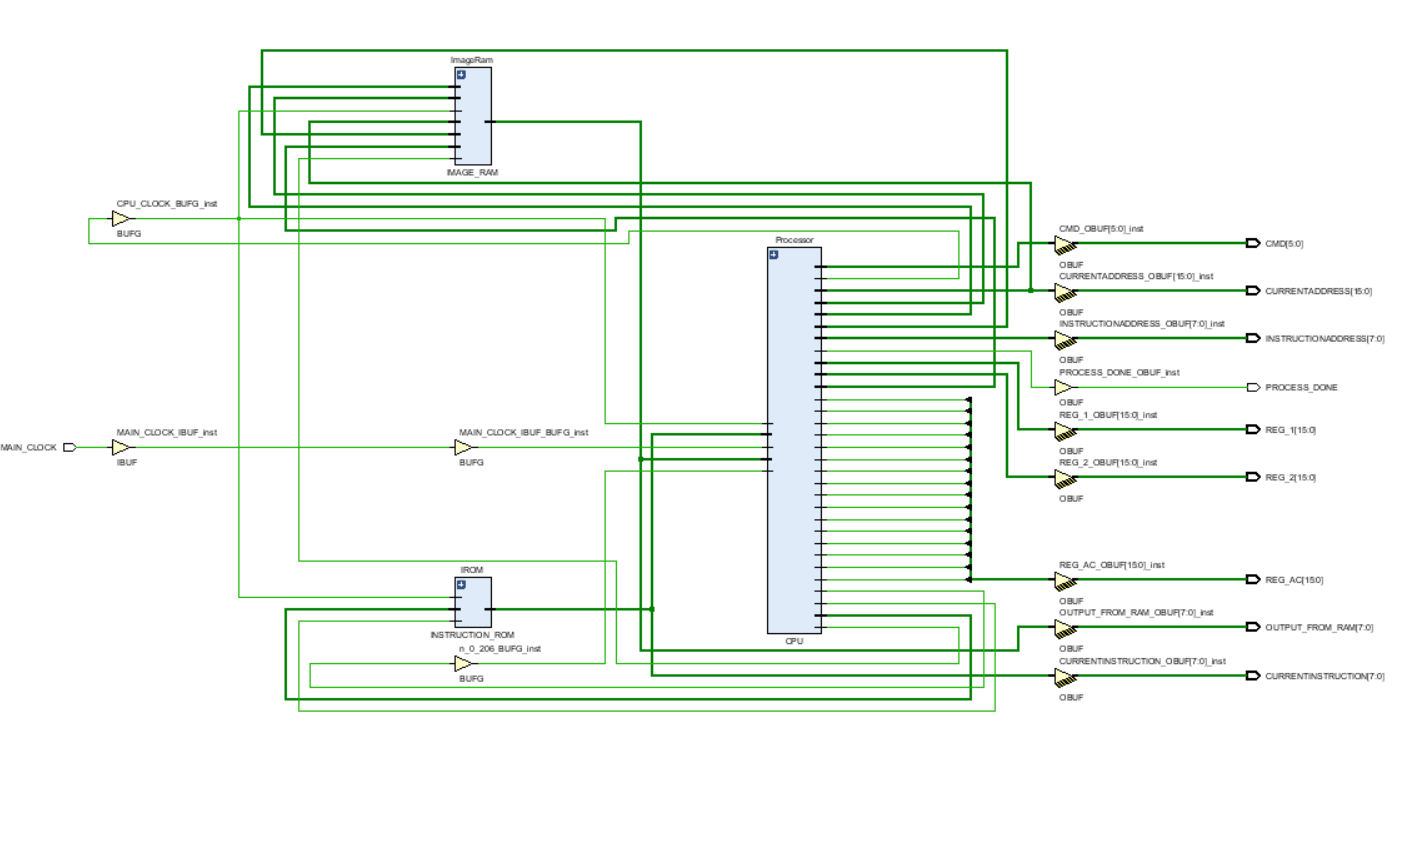 ImageRam
IMAGE_RAM
CPU_CLOCK_BUFG_inst
BUFG
Processor
CMD_OBUF[5:0]_inst
CMD[5:0]
OBUF
CURRENTADDRESS_OBUF[15:0]_inst
CURRENTADDRESS[15:0]
OBUF
INSTRUCTIONADDRESS_OBUF[7:0]_inst
INSTRUCTIONADDRESS[7:0]
OBUF
PROCESS_DONE_OBUF_inst
PROCESS_DONE
OBUF
REG_1_OBUF[15:0]_inst
REG_1[15:0]
OBUF
MAIN_CLOCK
MAIN_CLOCK_IBUF_inst
IBUF
MAIN_CLOCK_IBUF_BUFG_inst
BUFG
REG_2_OBUF[15:0]_inst
REG_2[15:0]
OBUF
IROM
INSTRUCTION_ROM
REG_AC_OBUF[15:0]_inst
REG_AC[15:0]
OBUF
OUTPUT_FROM_RAM_OBUF[7:0]_inst
OUTPUT_FROM_RAM[7:0]
OBUF
CPU
n_0_206_BUFG_inst
BUFG
CURRENTINSTRUCTION_OBUF[7:0]_inst
CURRENTINSTRUCTION[7:0]
OBUF